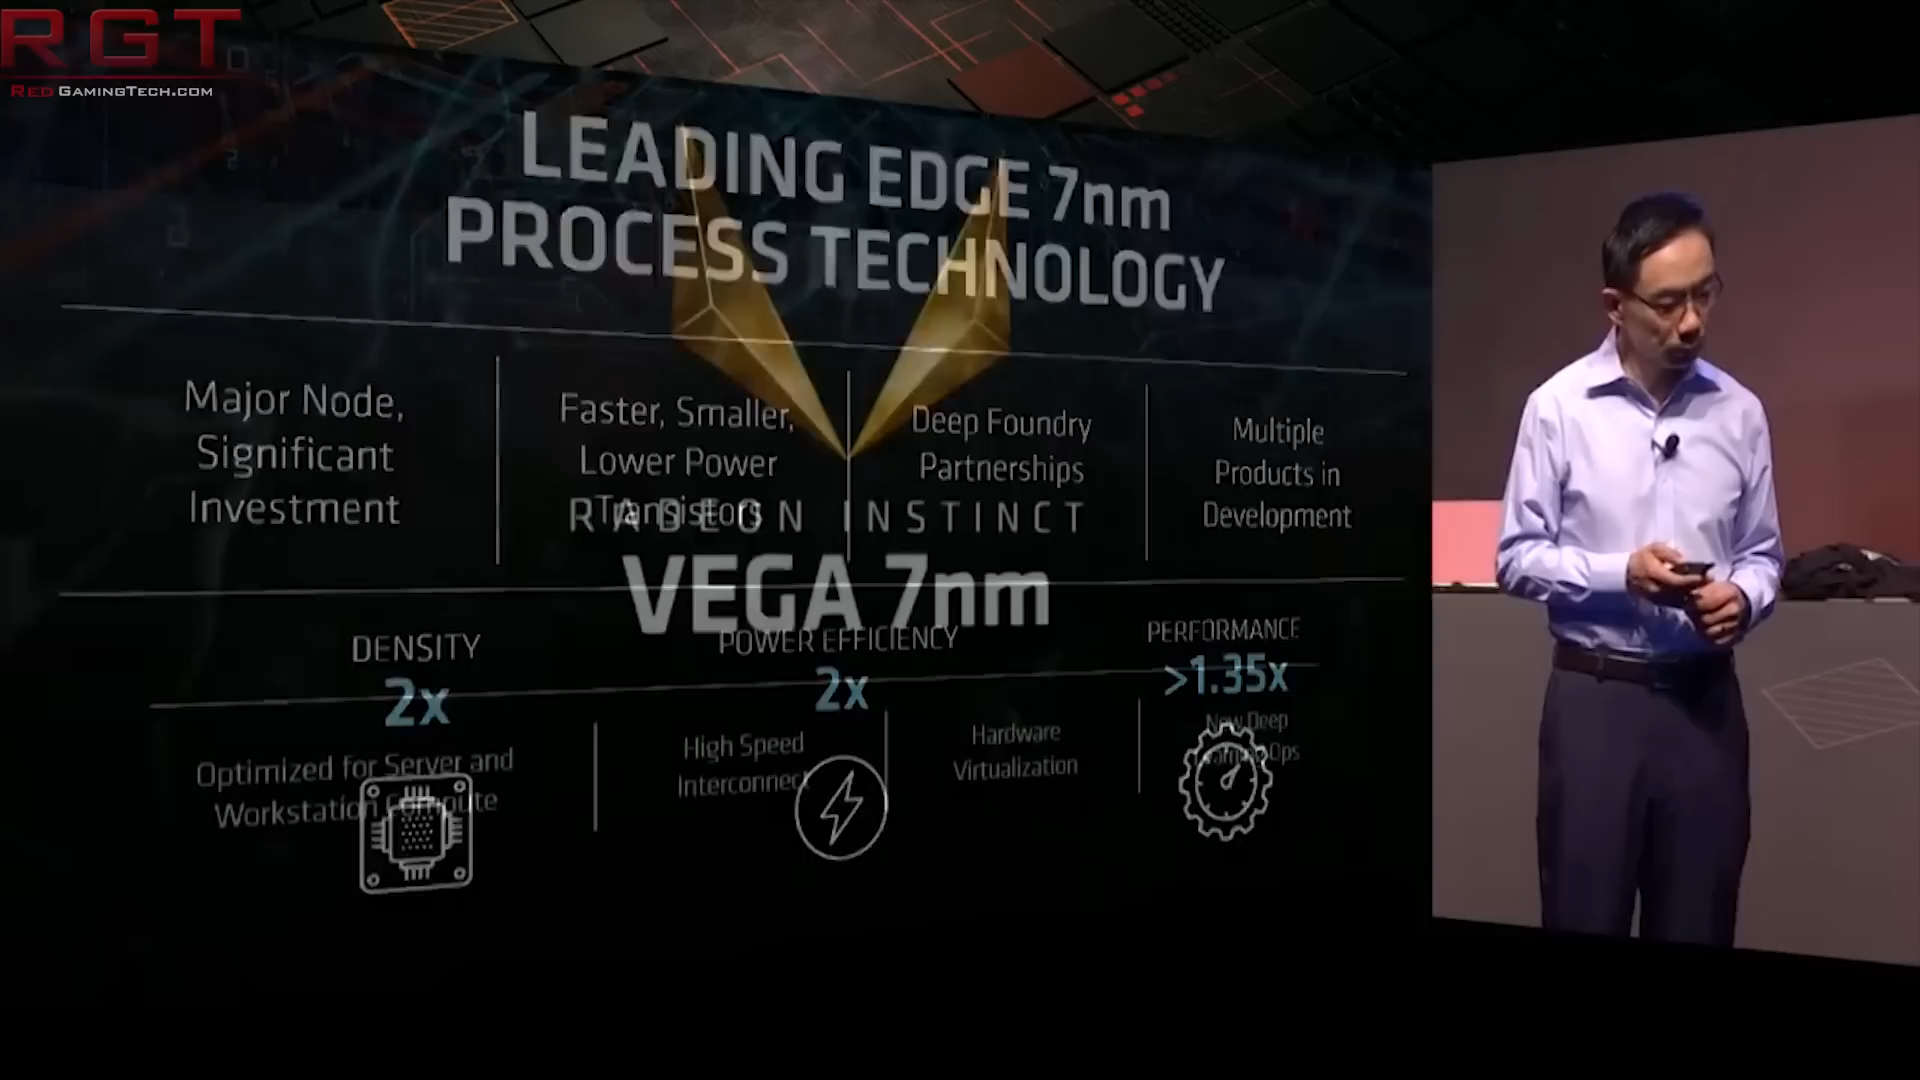 RGT
RedGamingTech.com
LEADING EDGE 7nm
PROCESS TECHNOLOGY
Major Node,
Significant
Investment
Faster, Smaller,
Lower Power
Transistors
Deep Foundry
Partnerships
Multiple
Products in
Development
RADEON INSTINCT
VEGA 7nm
DENSITY
2x
POWER EFFICIENCY
2x
PERFORMANCE
>1.35x
Optimized for Server and
Workstation Compute
High Speed
Interconnect
Hardware
Virtualization
New Deep
Ops